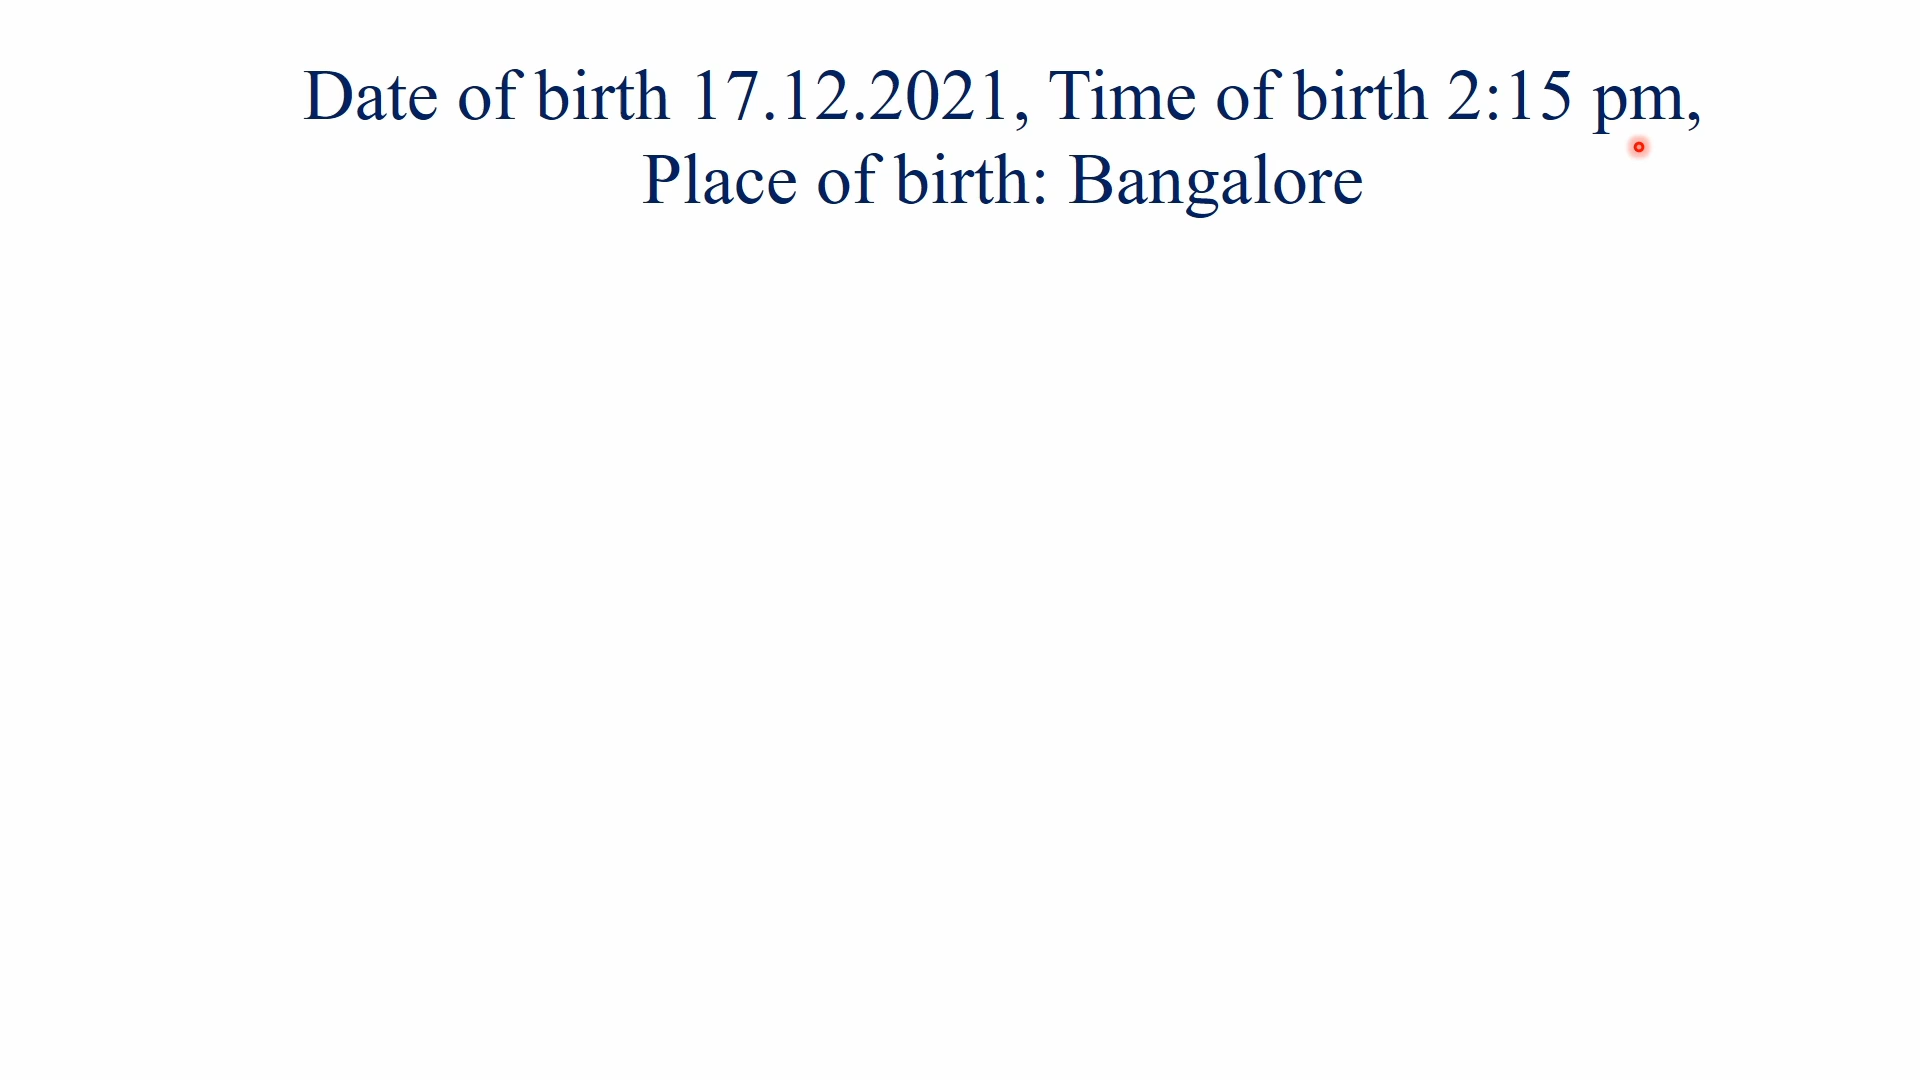 Date of birth 17.12.2021, Time of birth 2:15 pm,
Place of birth: Bangalore